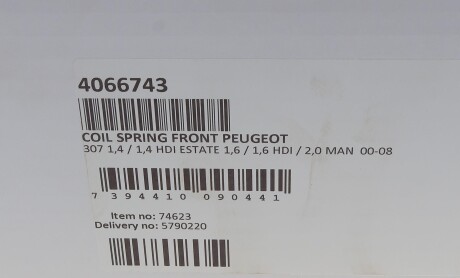 4066743
COIL SPRING FRONT PEUGEOT
307 1,4 / 1,4 HDI ESTATE 1,6 / 1,6 HDI / 2,0 MAN 00-08
7 394410 090441
Item no: 74623
Delivery no: 5790220